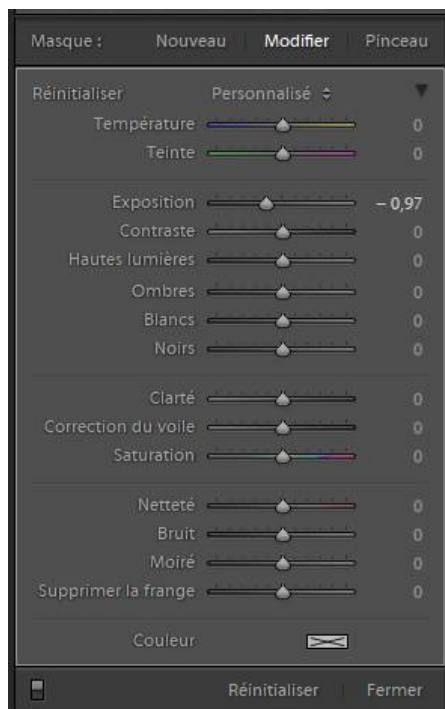 Masque : Nouveau Modifier Pinceau
Réinitialiser Personnalisé
Température 0
Teinte 0
Exposition – 0,97
Contraste 0
Hautes lumières 0
Ombres 0
Blancs 0
Noirs 0
Clarté 0
Correction du voile 0
Saturation 0
Netteté 0
Bruit 0
Moiré 0
Supprimer la frange 0
Couleur
Réinitialiser Fermer